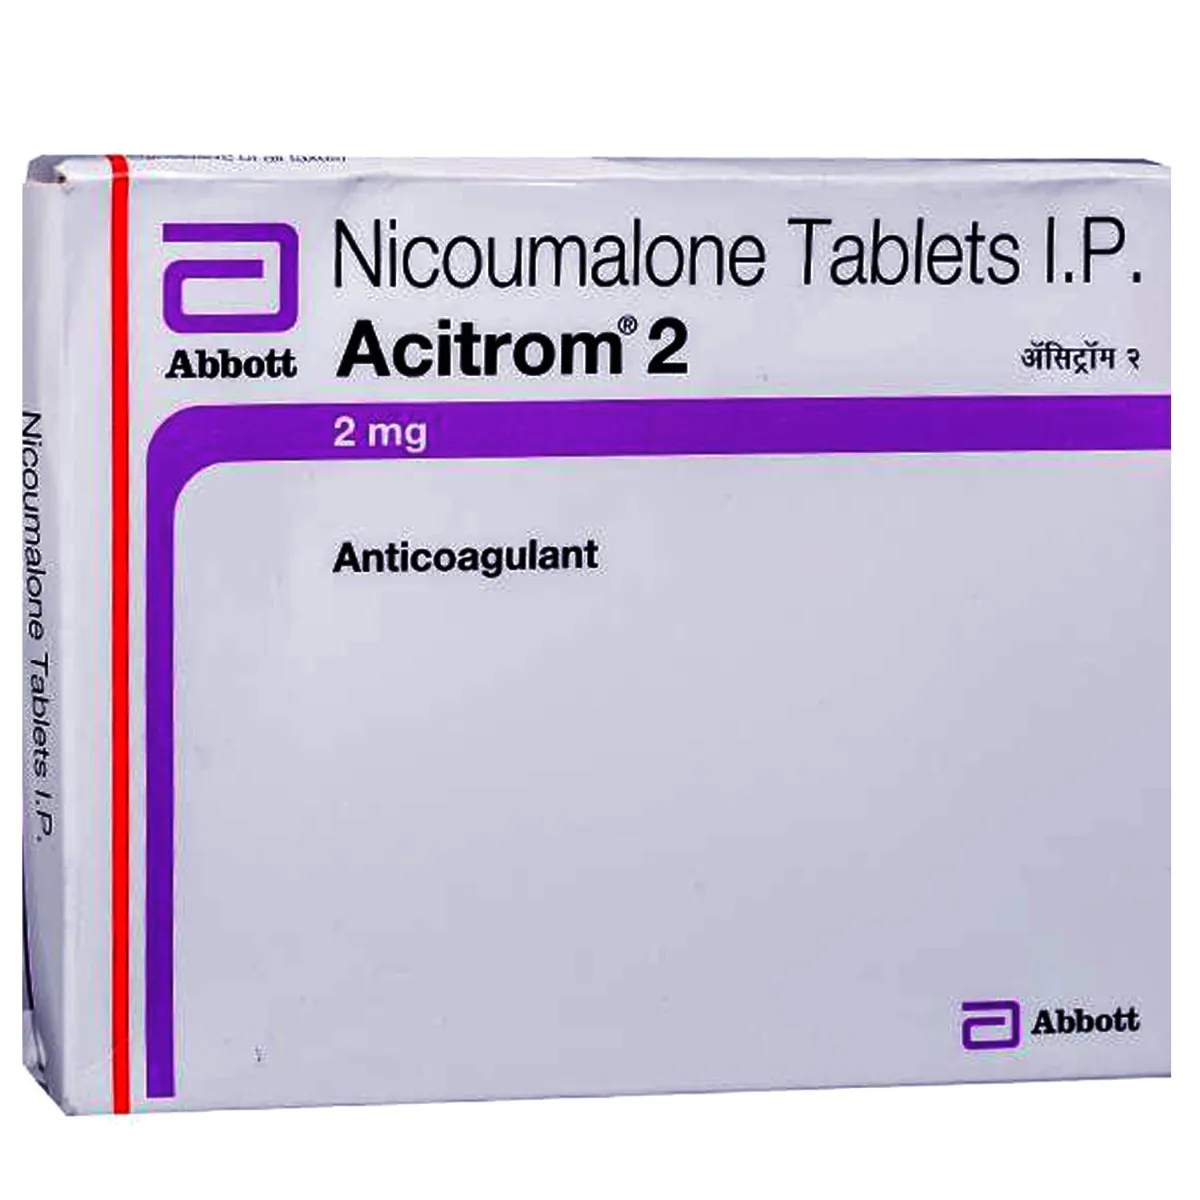 Nicoumalone Tablets I.P.
Abbott
Acitrom® 2
ॲसिट्रॉम २
2 mg
Anticoagulant
Abbott
Nicoumalone Tablets I.P.